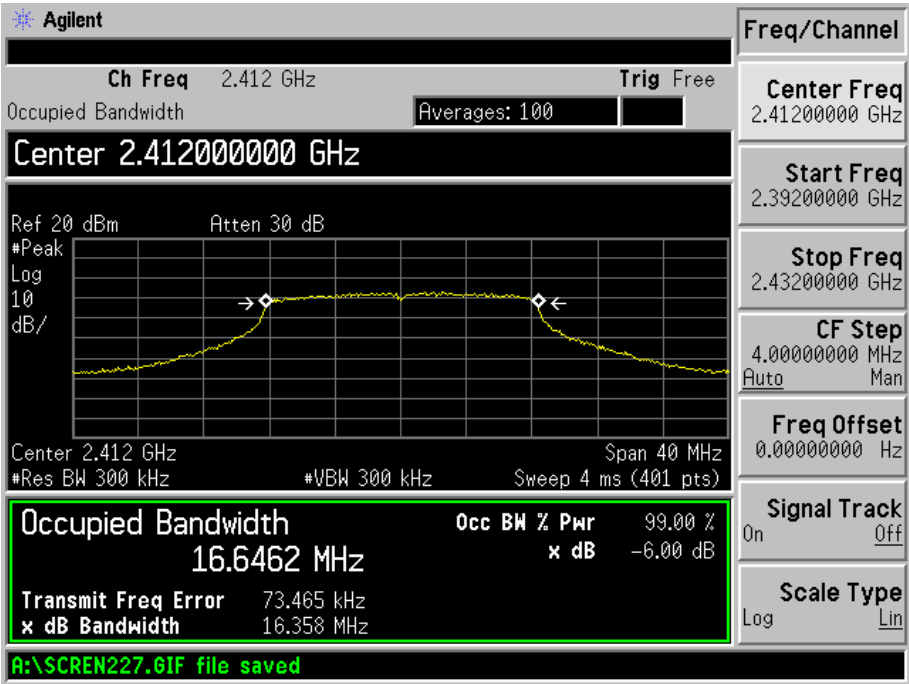 Agilent
Ch Freq 2.412 GHz Trig Free
Occupied Bandwidth Averages: 100
Center 2.412000000 GHz
Ref 20 dBm Atten 30 dB
#Peak
Log
10
dB/
Center 2.412 GHz Span 40 MHz
#Res BW 300 kHz #VBW 300 kHz Sweep 4 ms (401 pts)
Occupied Bandwidth Occ BW % Pwr 99.00 %
16.6462 MHz x dB -6.00 dB
Transmit Freq Error 73.465 kHz
x dB Bandwidth 16.358 MHz
A:\SCREN227.GIF file saved
Freq/Channel
Center Freq
2.41200000 GHz
Start Freq
2.39200000 GHz
Stop Freq
2.43200000 GHz
CF Step
4.00000000 MHz
Auto Man
Freq Offset
0.00000000 Hz
Signal Track
On Off
Scale Type
Log Lin